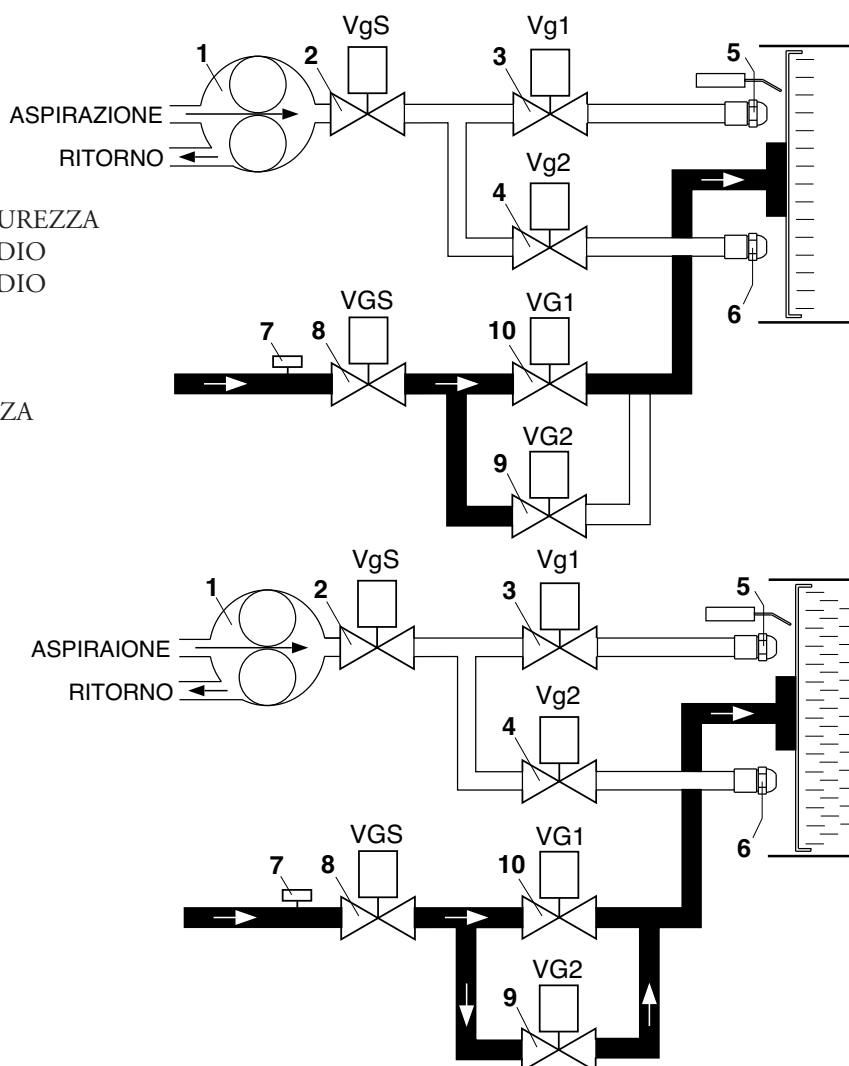 VgS Vg1
1 2 3 5
ASPIRAZIONE
RITORNO
Vg2
4
UREZZA
DIO
DIO
6
VGS VG1
7 8 10
ZA
VG2
9
VgS Vg1
1 2 3 5
ASPIRAIONE
RITORNO
Vg2
4
VGS VG1
6
7 8 10
VG2
9